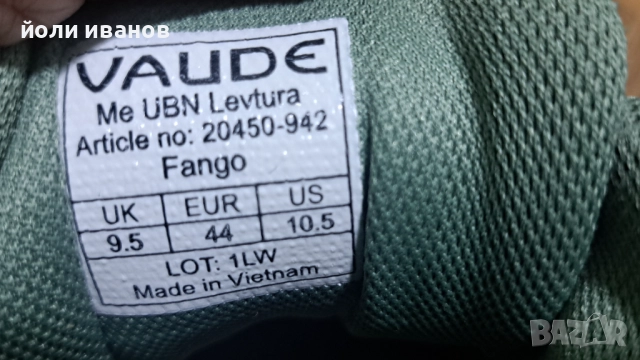 йоли иванов
VAUDE
Me UBN Levtura
Article no: 20450-942
Fango
UK EUR US
9.5 44 10.5
LOT: 1LW
Made in Vietnam
BAZAR